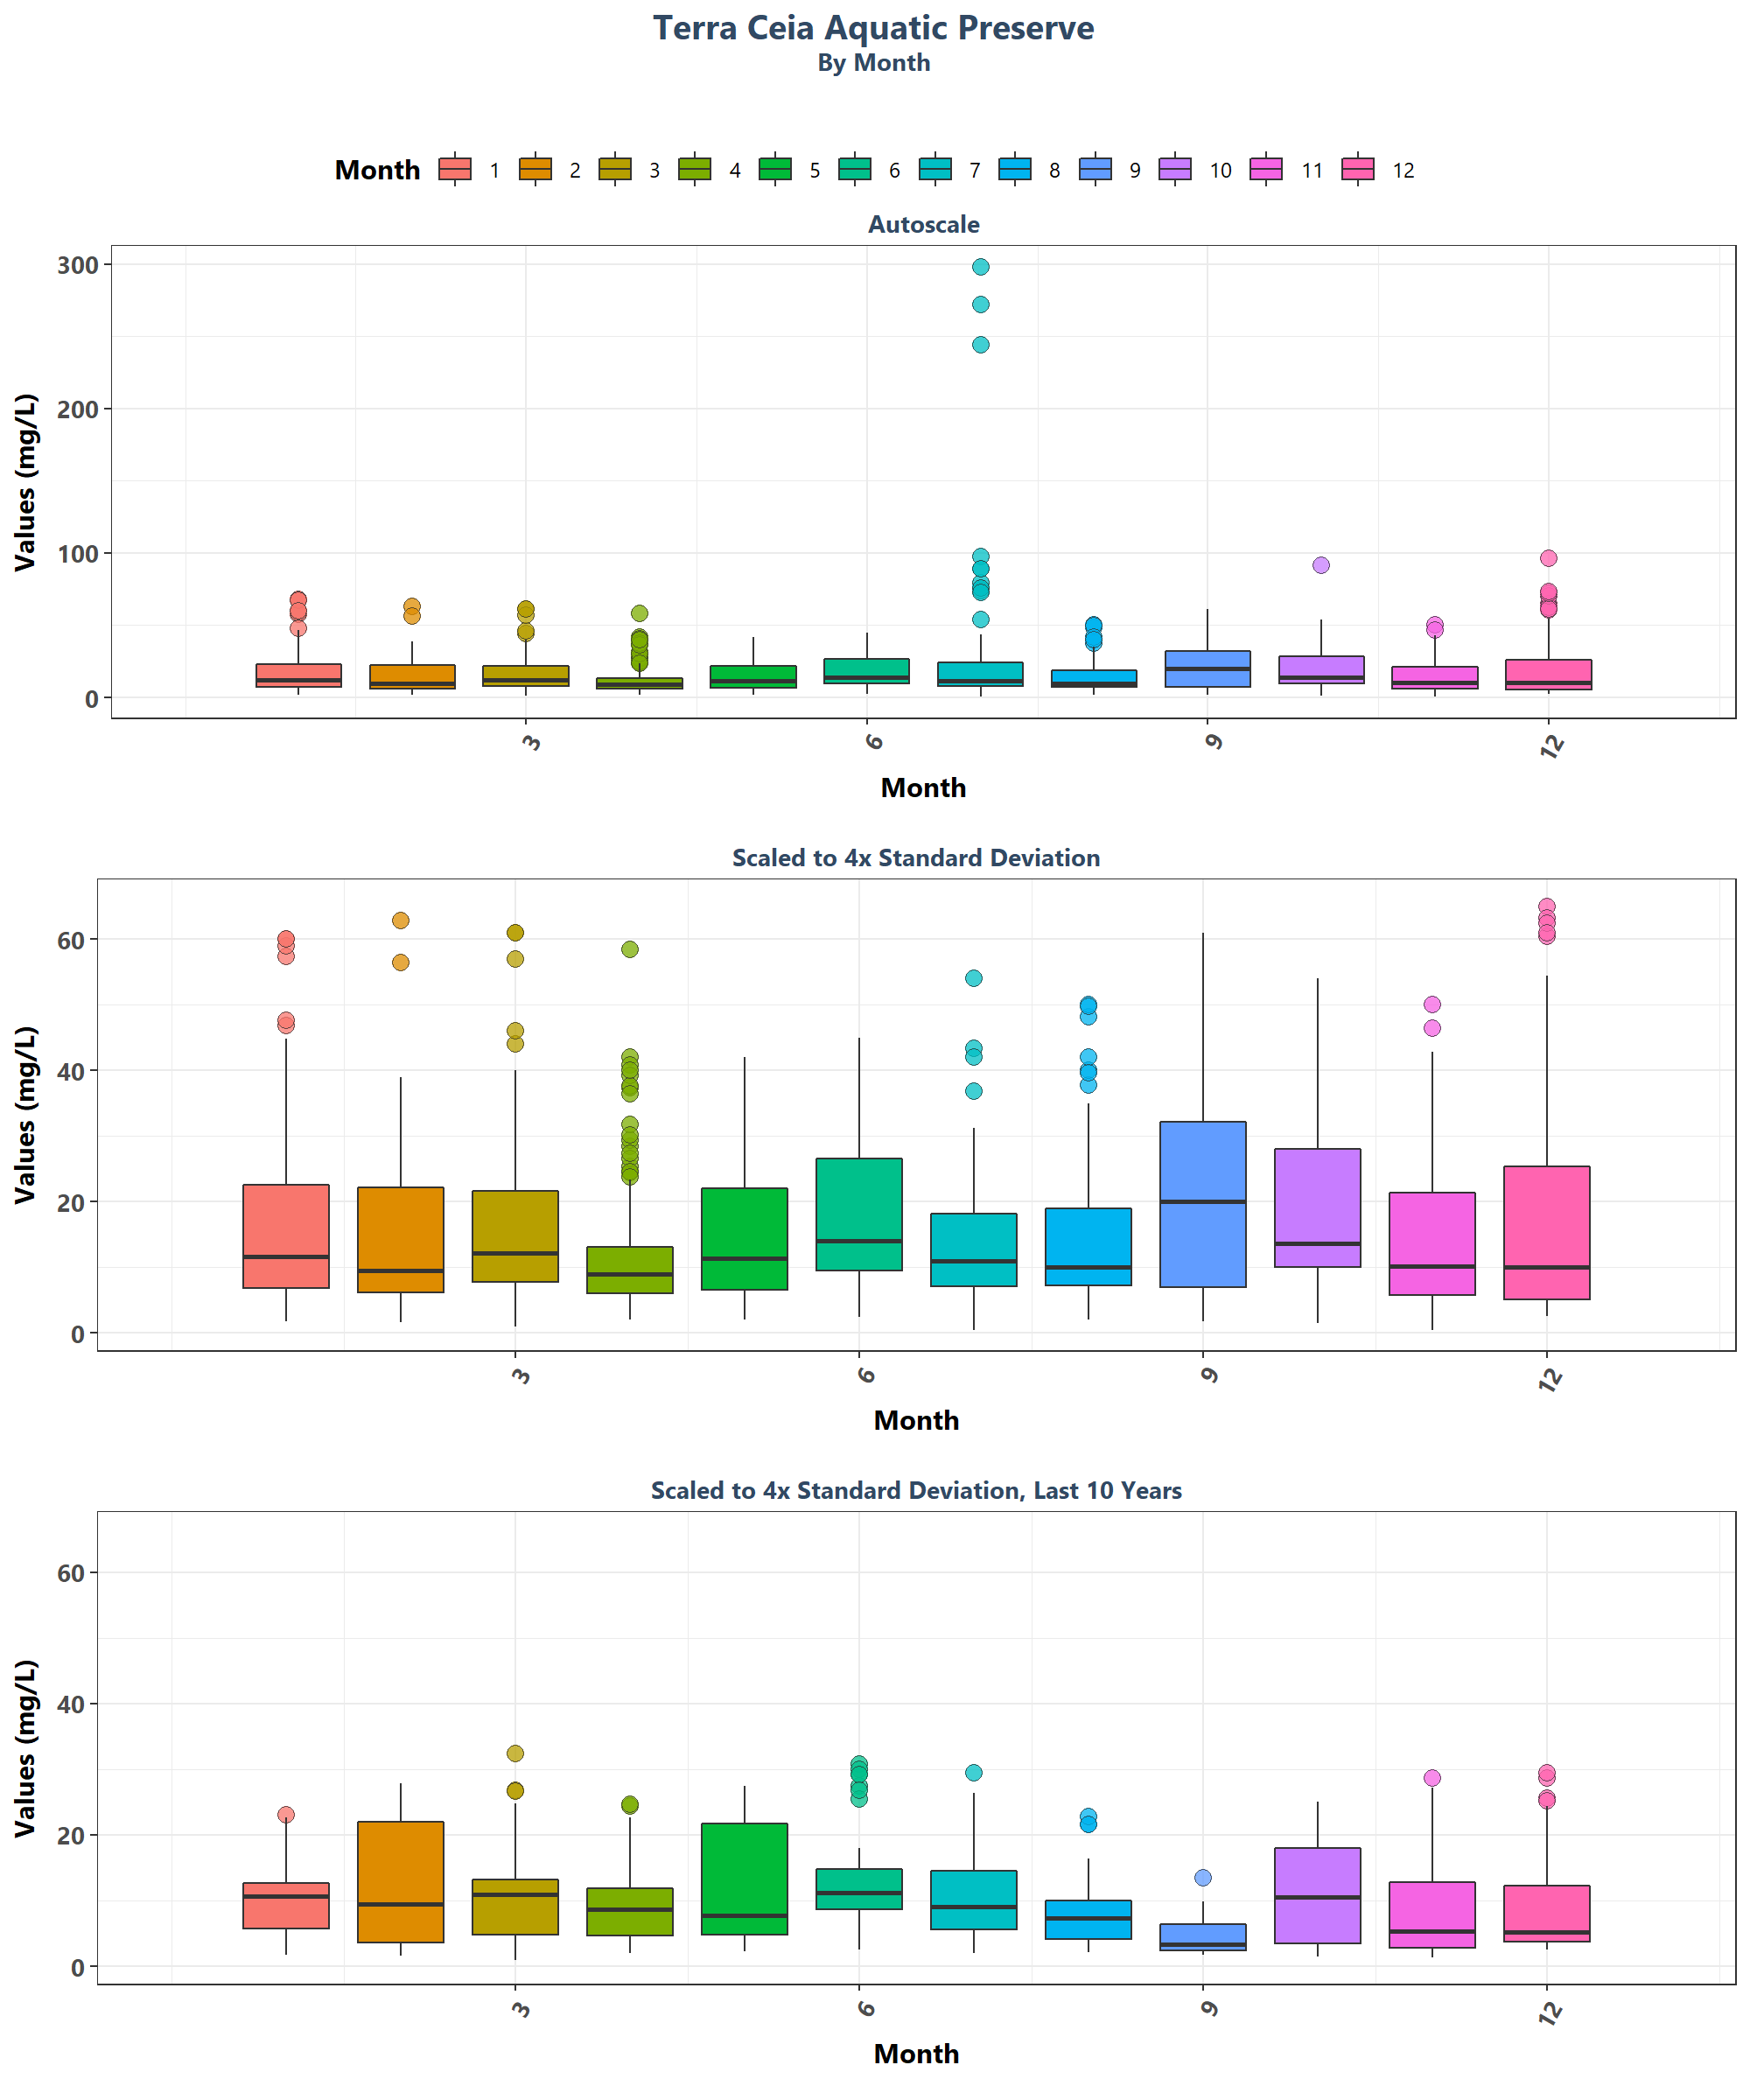 Terra Ceia Aquatic Preserve
By Month
Month 1 2 3 4 5 6 7 8 9 10 11 12
Autoscale
Values (mg/L)
300
200
100
0
3 6 9 12
Month
Scaled to 4x Standard Deviation
Values (mg/L)
60
40
20
0
3 6 9 12
Month
Scaled to 4x Standard Deviation, Last 10 Years
Values (mg/L)
60
40
20
0
3 6 9 12
Month